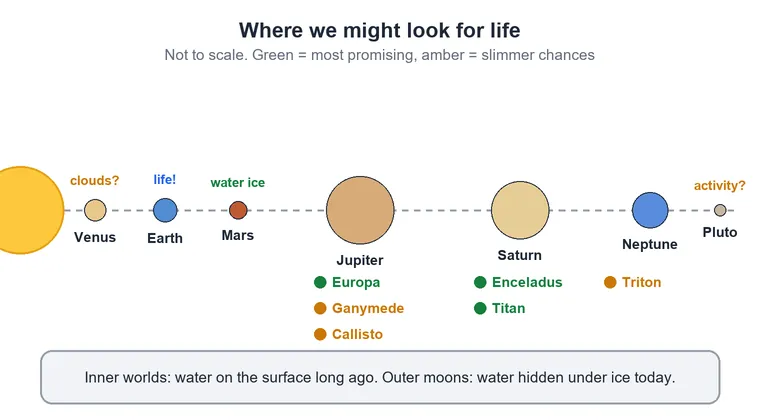 Where we might look for life
Not to scale. Green = most promising, amber = slimmer chances
clouds?
life!
water ice
activity?
Venus
Earth
Mars
Jupiter
Saturn
Neptune
Pluto
Europa
Ganymede
Callisto
Enceladus
Titan
Triton
Inner worlds: water on the surface long ago. Outer moons: water hidden under ice today.